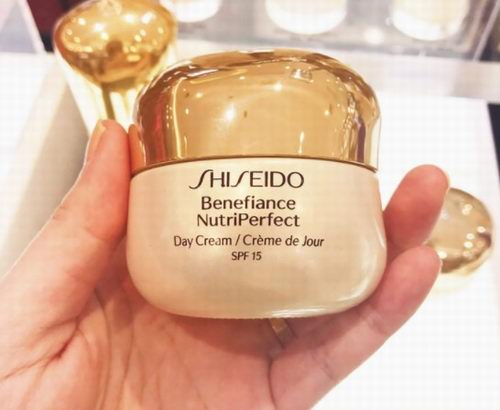 SHISEIDO
Benefiance
NutriPerfect
Day Cream / Crème de Jour
SPF 15